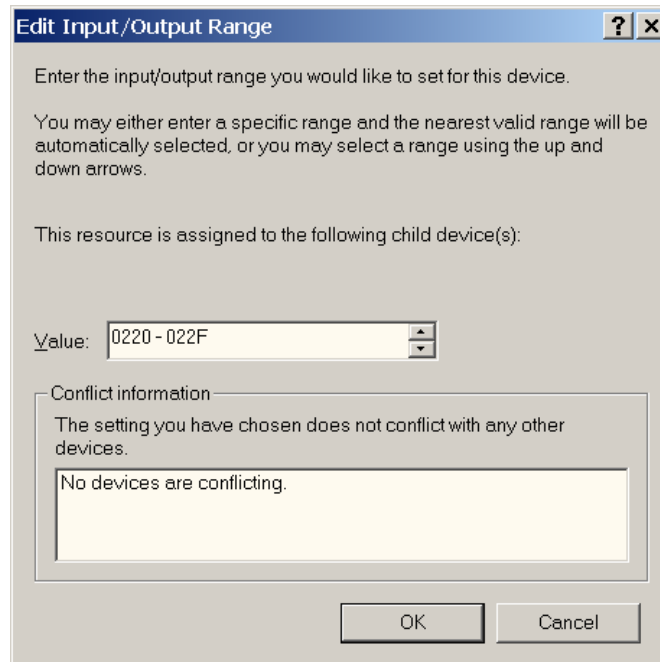 Edit Input/Output Range
?
×
Enter the input/output range you would like to set for this device.
You may either enter a specific range and the nearest valid range will be
automatically selected, or you may select a range using the up and
down arrows.
This resource is assigned to the following child device(s):
Value: 0220 - 022F
Conflict information
The setting you have chosen does not conflict with any other
devices.
No devices are conflicting.
OK Cancel